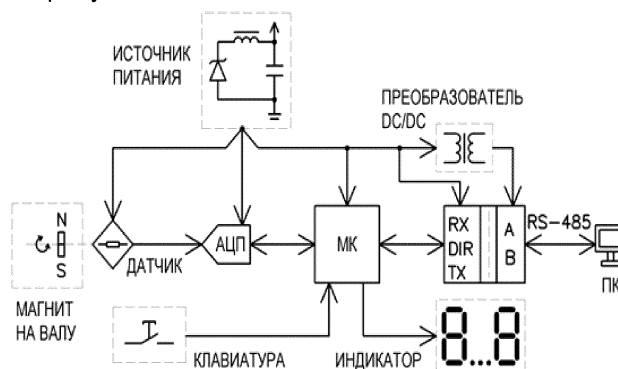 ИСТОЧНИК
ПИТАНИЯ
ПРЕОБРАЗОВАТЕЛЬ
DC/DC
N
S
МАГНИТ
НА ВАЛУ
ДАТЧИК
АЦП
МК
RX
DIR
TX
A
B
RS-485
ПК
КЛАВИАТУРА
ИНДИКАТОР
8...8